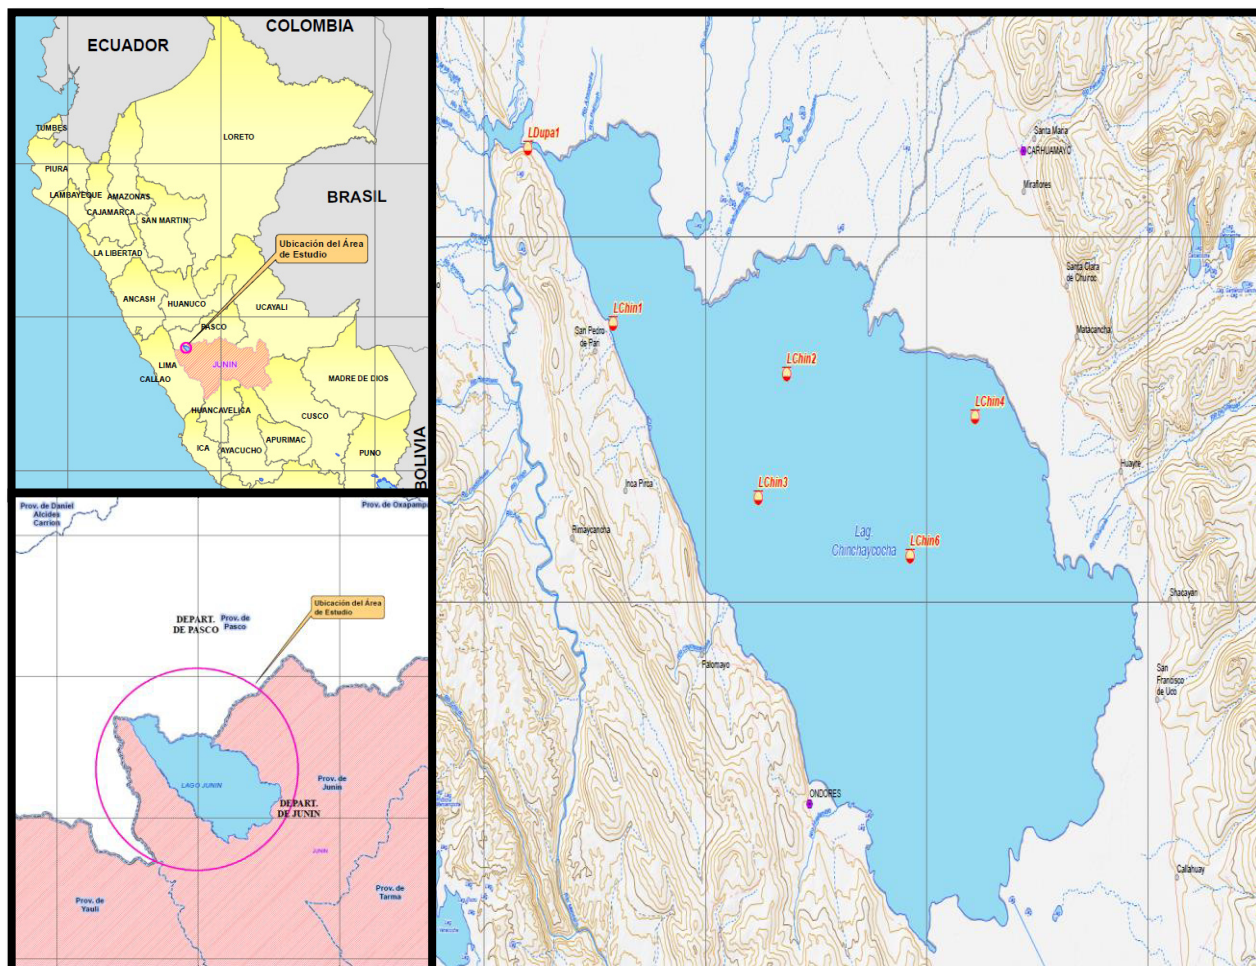 COLOMBIA
ECUADOR
TUMBES
LORETO
PIURA
LAMBAYEQUE
AMAZONAS
CAJAMARCA
SAN MARTIN
BRASIL
LA LIBERTAD
Ubicación del Área
de Estudio
ANCASH
HUANUCO
UCAYALI
PASCO
LIMA
JUNIN
CALLAO
MADRE DE DIOS
HUANCAVELICA
CUSCO
ICA
AYACUCHO
APURIMAC
PUNO
BOLIVIA
Prov. de Daniel
Alcides
Carrion
Prov. de Oxapamp
Ubicación del Área
de Estudio
DEPART.
DE PASCO
Prov. de
Pasco
LAGO JUNIN
Prov. de
Junin
DEPART.
DE JUNIN
JUNIN
Prov. de
Yauli
Prov. de
Tarma
LDupa1
Santa Maria
CARHUAMAYO
Miraflores
Santa Clara
de Chuiroc
LChin1
San Pedro
de Pari
Matacancha
LChin2
LChin4
Huayre
Inca Pirca
LChin3
Rimaycancha
Lag.
Chinchaycocha
LChin6
Shacayan
Palomayo
San
Francisco
de Uco
ONDORES
Callahuay